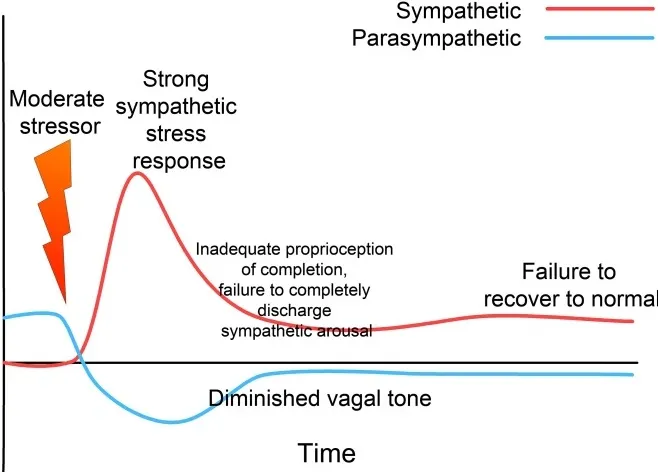 Sympathetic
Parasympathetic
Moderate
stressor
Strong
sympathetic
stress
response
Inadequate proprioception
of completion,
failure to completely
discharge
sympathetic arousal
Failure to
recover to normal
Diminished vagal tone
Time